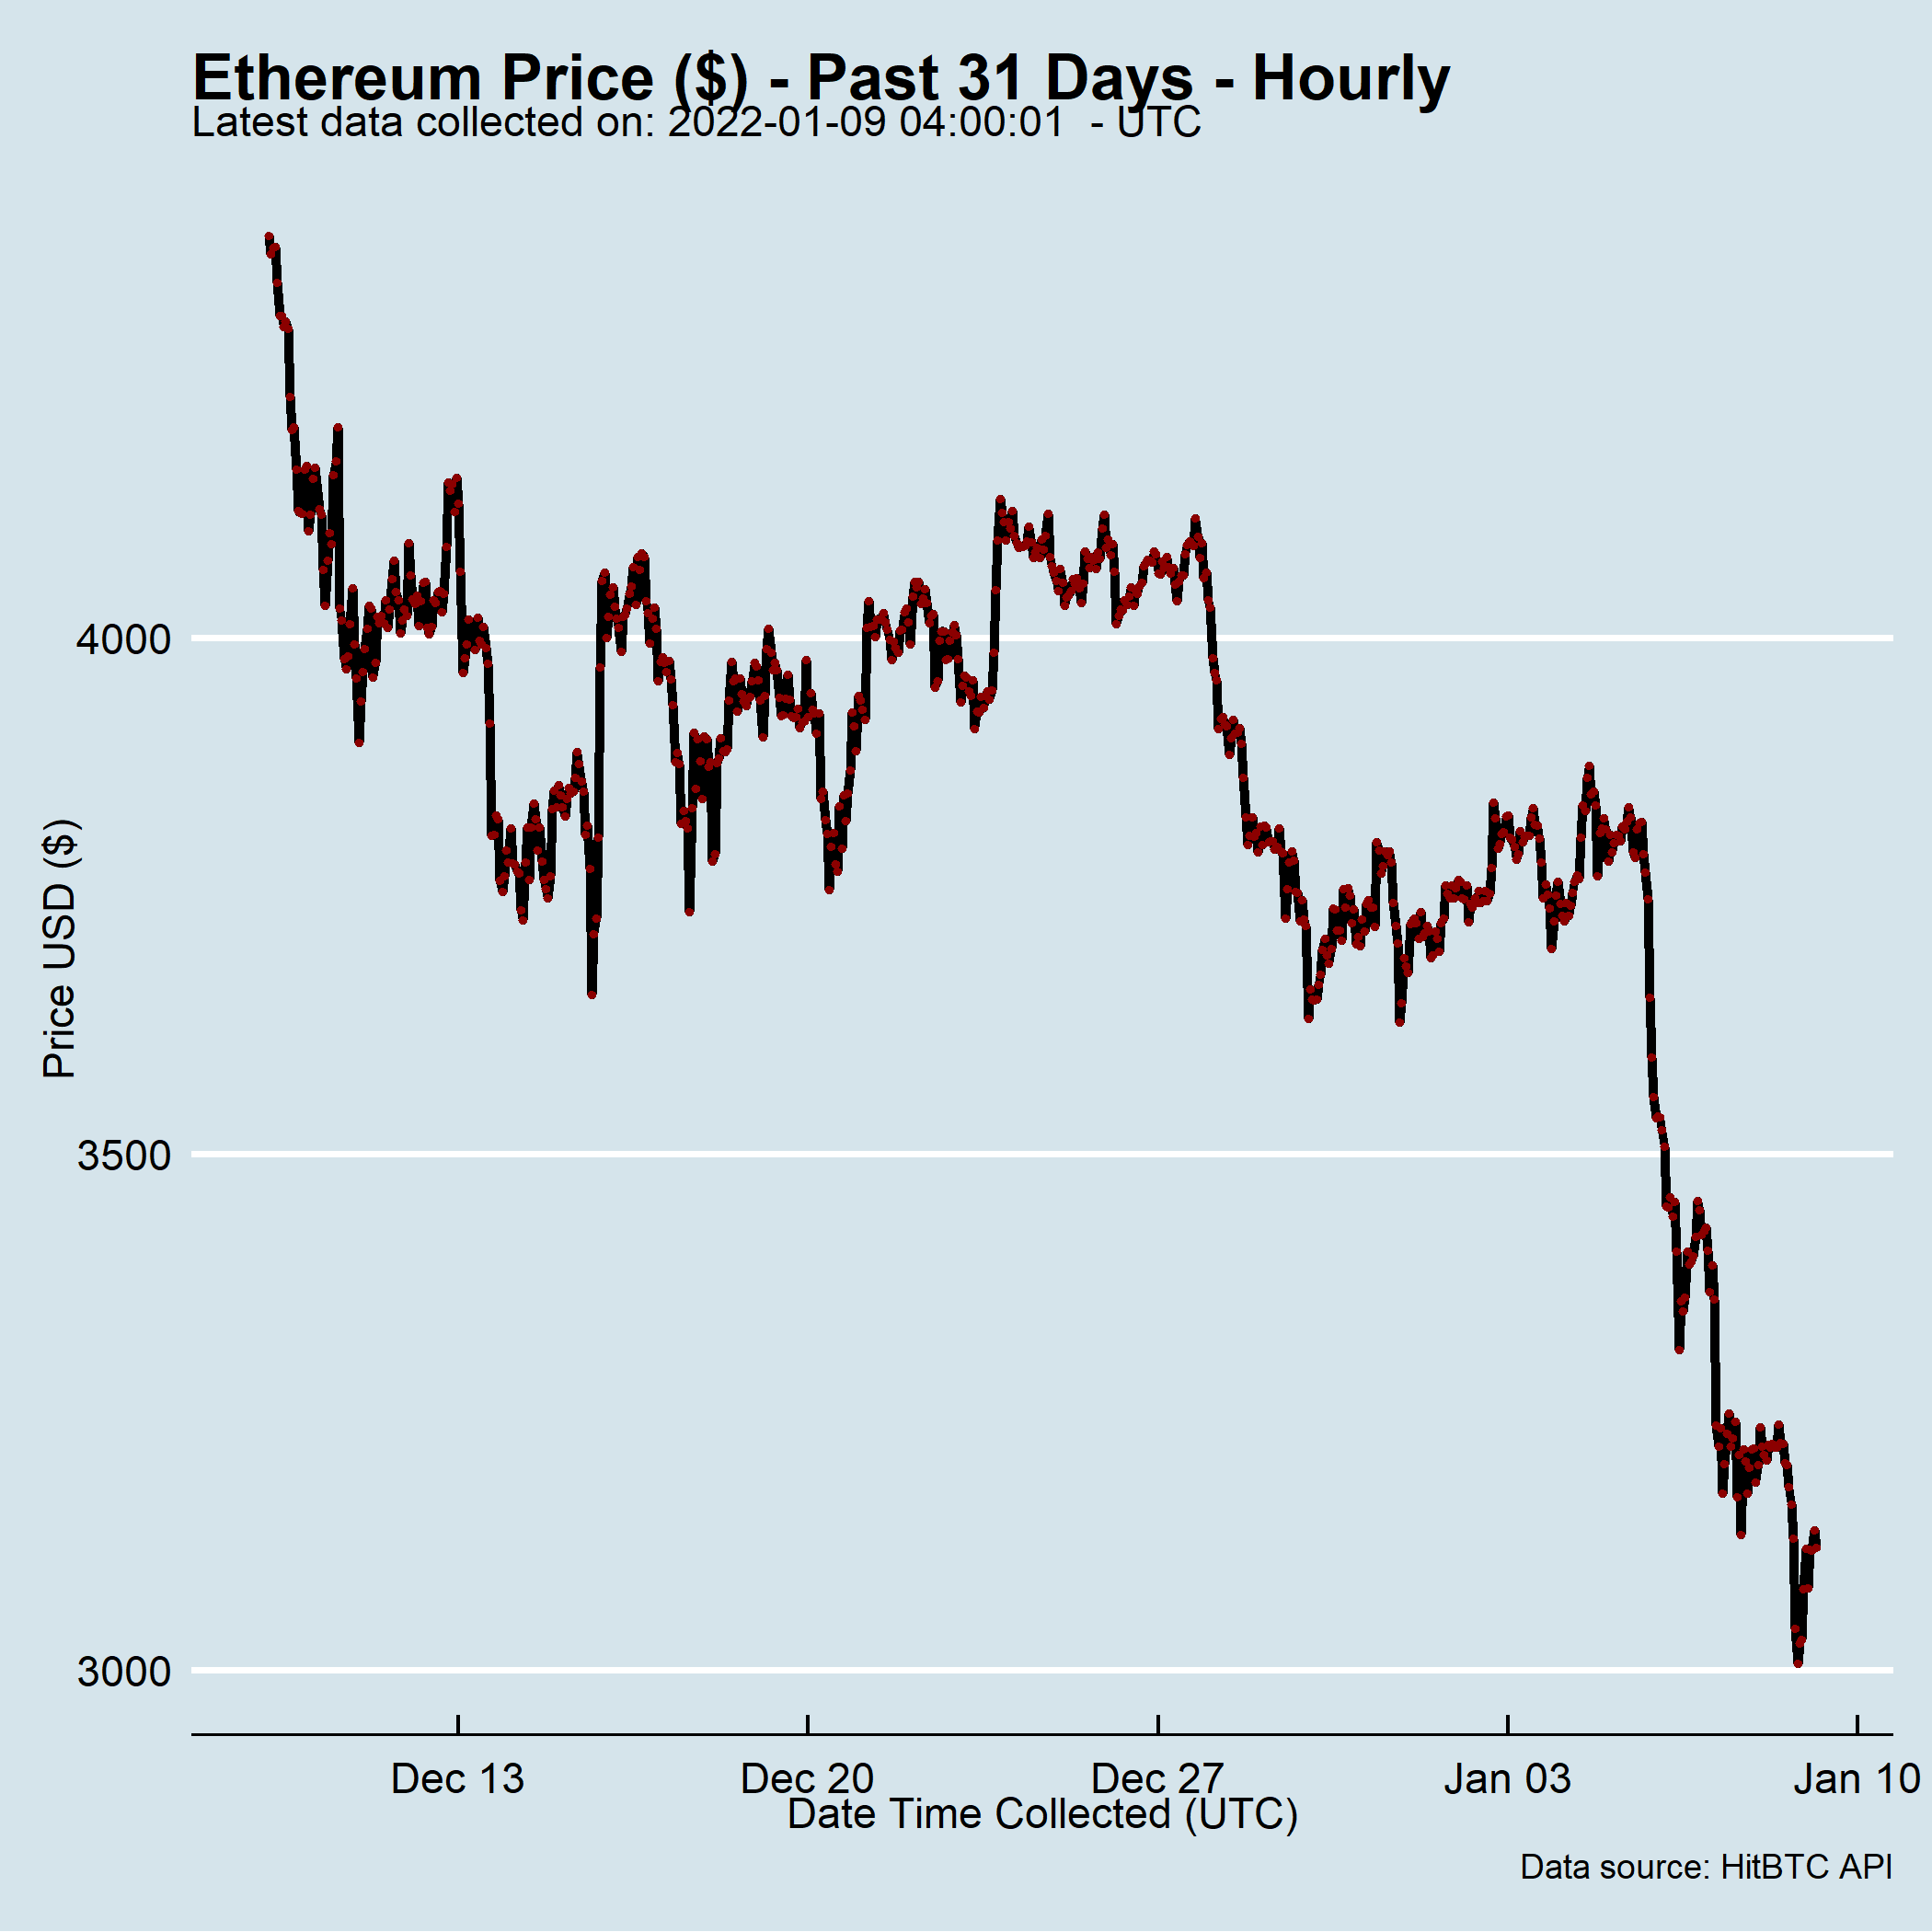 Ethereum Price ($) - Past 31 Days - Hourly
Latest data collected on: 2022-01-09 04:00:01  - UTC
Price USD ($)
4000
3500
3000
Dec 13 Dec 20 Dec 27 Jan 03 Jan 10
Date Time Collected (UTC)
Data source: HitBTC API